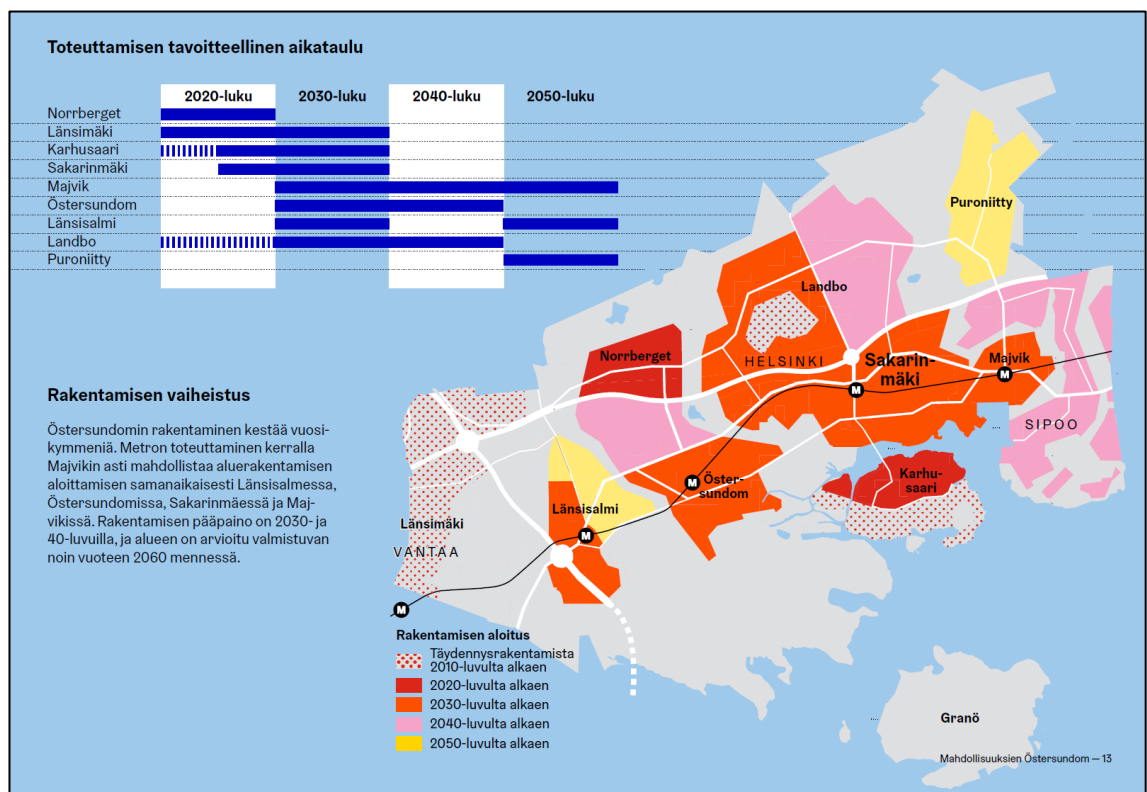 Toteuttamisen tavoitteellinen aikataulu
2020-luku 2030-luku 2040-luku 2050-luku
Norrberget
Länsimäki
Karhusaari
Sakarinmäki
Majvik
Östersundom
Länsisalmi
Landbo
Puroniitty
Rakentamisen vaiheistus
Östersundomin rakentaminen kestää vuosi-
kymmeniä. Metron toteuttaminen kerralla
Majvikin asti mahdollistaa aluerakentamisen
aloittamisen samanaikaisesti Länsisalmessa,
Östersundomissa, Sakarinmäessä ja Maj-
vikissä. Rakentamisen pääpaino on 2030- ja
40-luvuilla, ja alueen on arvioitu valmistuvan
noin vuoteen 2060 mennessä.
Puroniitty
Landbo
Norrberget
HELSINKI
Sakarin-
mäki
Majvik
M
M
SIPOO
Karhu-
saari
M
Öster-
sundom
Länsisalmi
Länsimäki
VANTAA
M
M
Rakentamisen aloitus
Täydennysrakentamista
2010-luvulta alkaen
2020-luvulta alkaen
2030-luvulta alkaen
2040-luvulta alkaen
2050-luvulta alkaen
Granö
Mahdollisuuksien Östersundom — 13